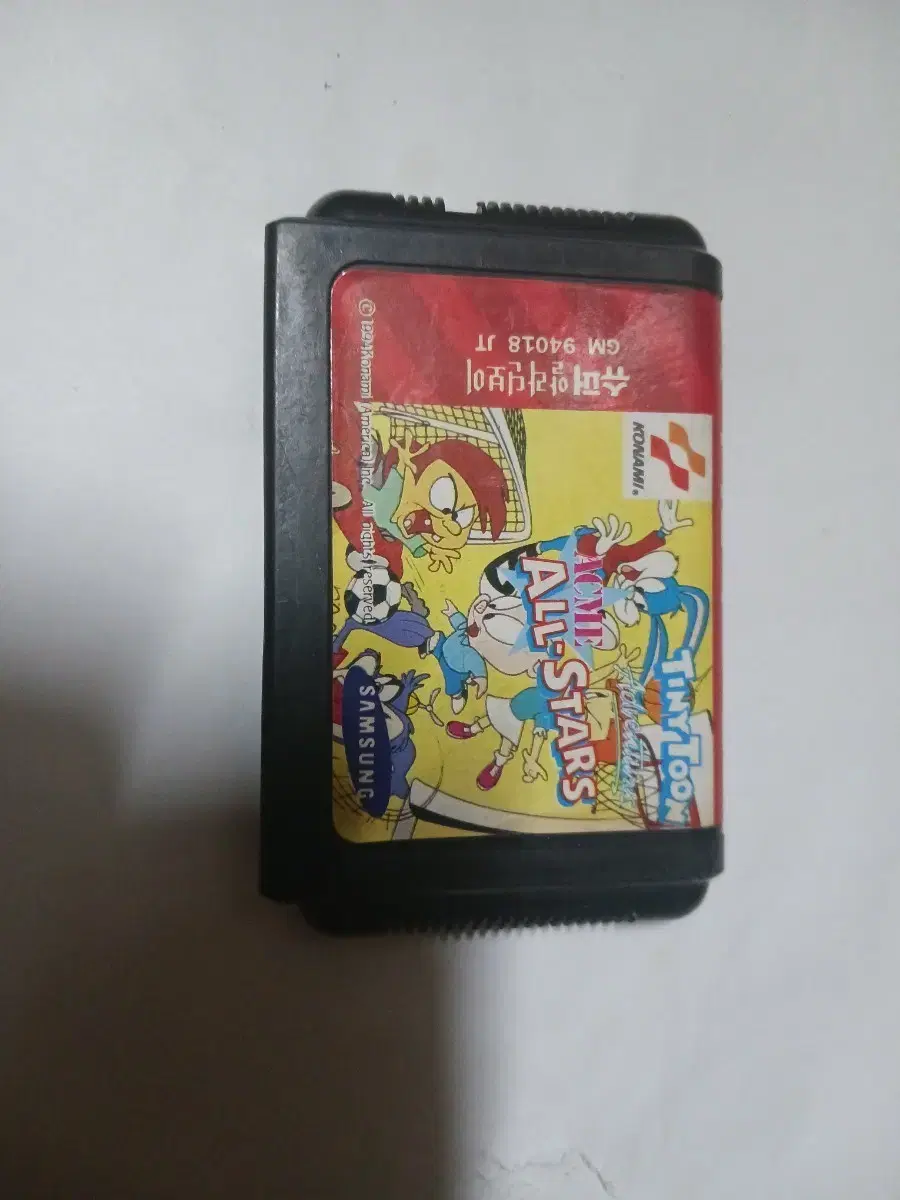 슈퍼알라딘보이
GM 94018 JT
KONAMI®
TINY TOON
Adventures
ACME
ALL-STARS
SAMSUNG
© 1994 Konami (America) Inc. All rights reserved.